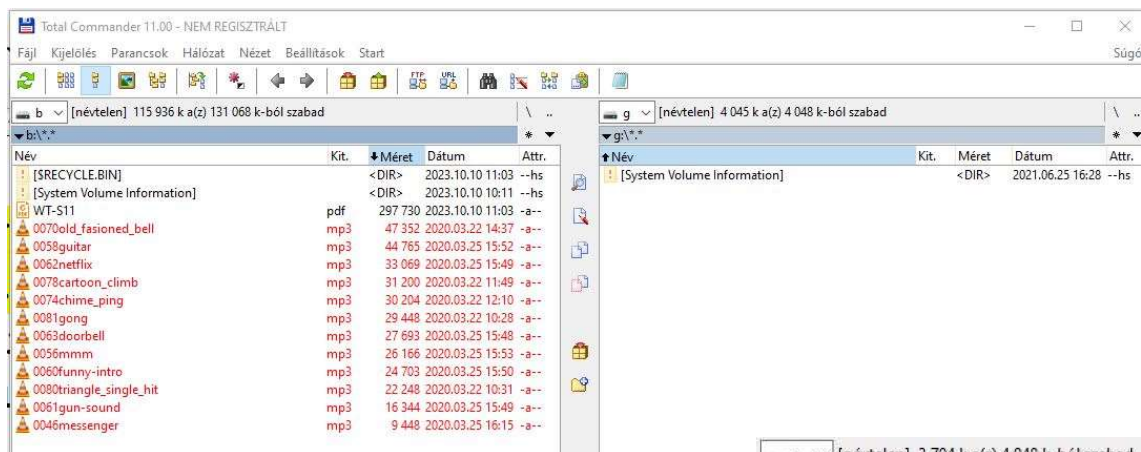 Total Commander 11.00 - NEM REGISZTRÁLT
Fájl Kijelölés Parancsok Hálózat Nézet Beállítások Start Súgó
FTP URL
b [névtelen] 115 936 k a(z) 131 068 k-ból szabad \ ..
b:\*.* * ▼
Név Kit. Méret Dátum Attr.
[$RECYCLE.BIN] <DIR> 2023.10.10 11:03 --hs
[System Volume Information] <DIR> 2023.10.10 10:11 --hs
WT-S11 pdf 297 730 2023.10.10 11:03 -a--
0070old_fasioned_bell mp3 47 352 2020.03.22 14:37 -a--
0058guitar mp3 44 765 2020.03.25 15:52 -a--
0062netflix mp3 33 069 2020.03.25 15:49 -a--
0078cartoon_climb mp3 31 200 2020.03.22 11:49 -a--
0074chime_ping mp3 30 204 2020.03.22 12:10 -a--
0081gong mp3 29 448 2020.03.22 10:28 -a--
0063doorbell mp3 27 693 2020.03.25 15:48 -a--
0056mmm mp3 26 166 2020.03.25 15:53 -a--
0060funny-intro mp3 24 703 2020.03.25 15:50 -a--
0080triangle_single_hit mp3 22 248 2020.03.22 10:31 -a--
0061gun-sound mp3 16 344 2020.03.25 15:49 -a--
0046messenger mp3 9 448 2020.03.25 16:15 -a--
g [névtelen] 4 045 k a(z) 4 048 k-ból szabad \ ..
g:\*.* * ▼
Név Kit. Méret Dátum Attr.
[System Volume Information] <DIR> 2021.06.25 16:28 --hs